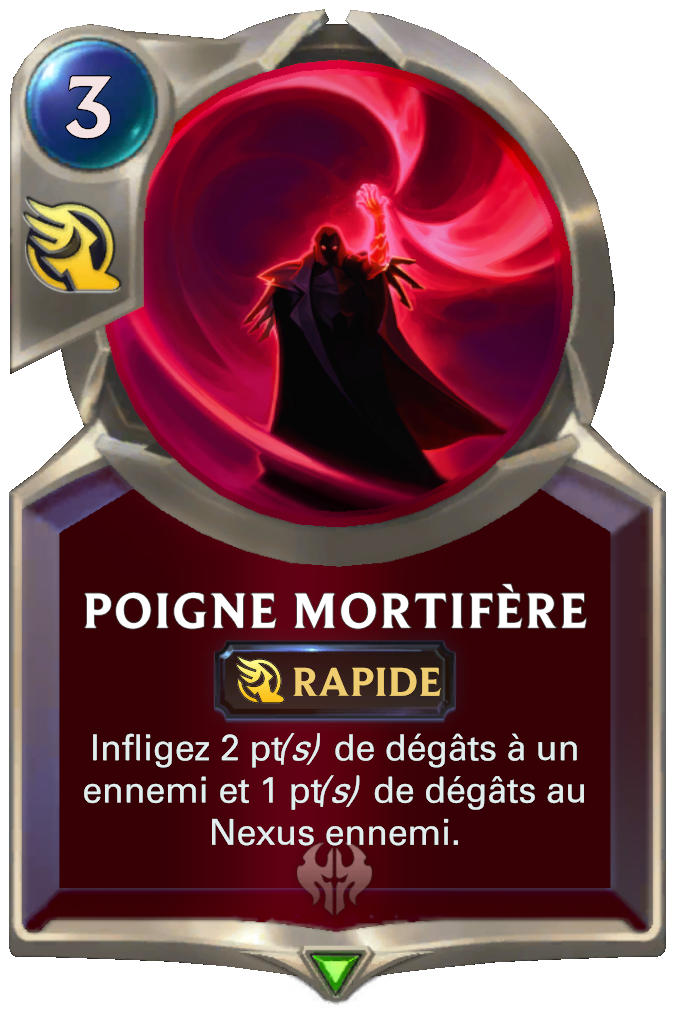 3
POIGNE MORTIFÈRE
RAPIDE
Infligez 2 pt(s) de dégâts à un
ennemi et 1 pt(s) de dégâts au
Nexus ennemi.